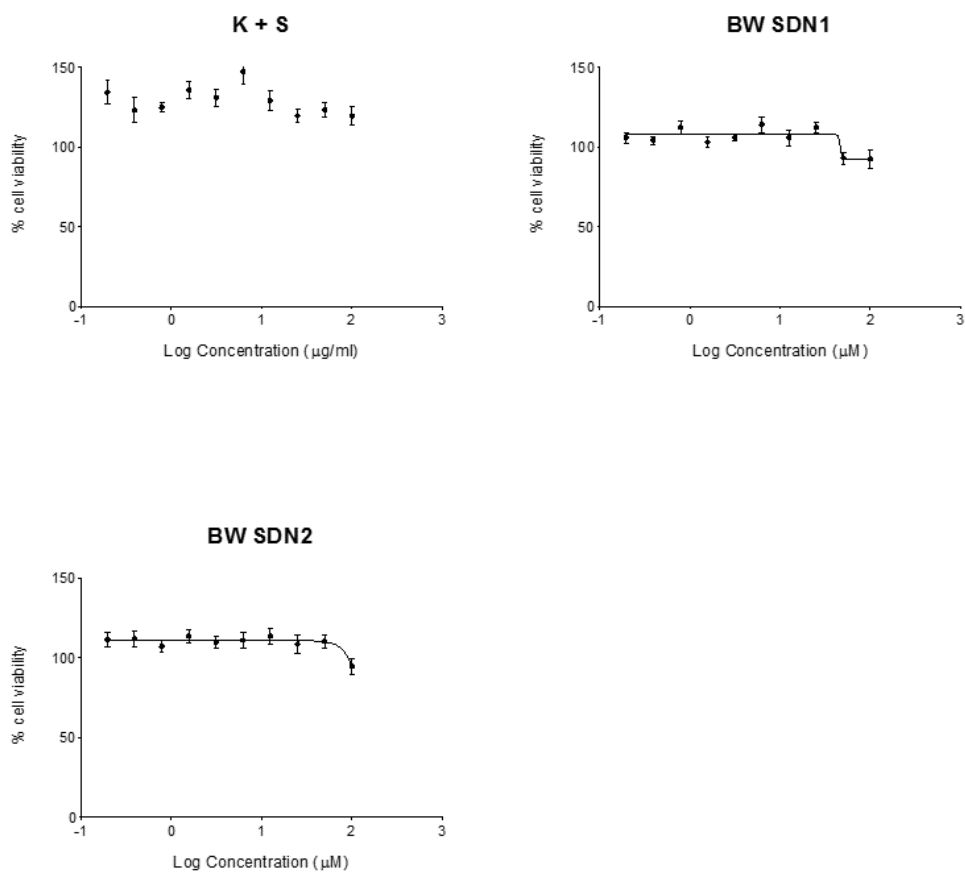 K + S
150
100
50
0
% cell viability
-1 0 1 2 3
Log Concentration (μg/ml)
BW SDN1
150
100
50
0
% cell viability
-1 0 1 2 3
Log Concentration (μM)
BW SDN2
150
100
50
0
% cell viability
-1 0 1 2 3
Log Concentration (μM)